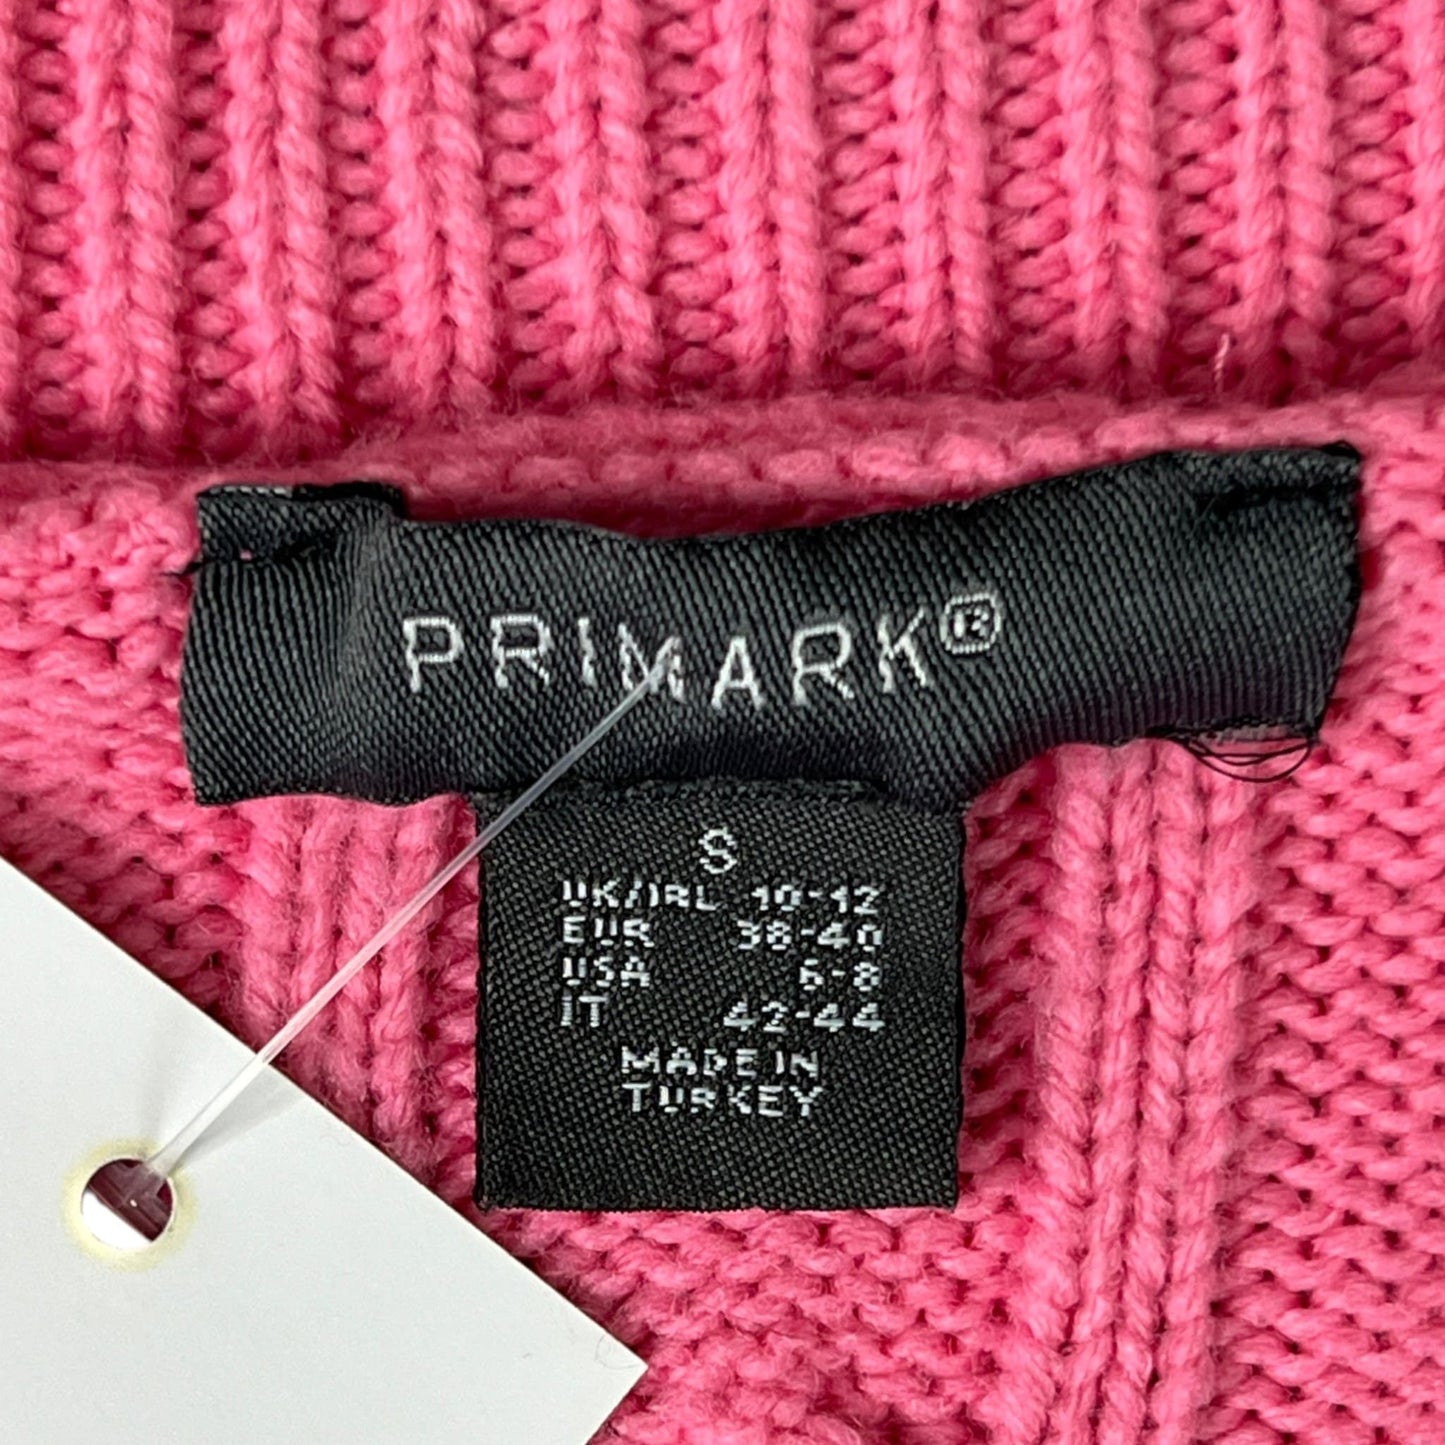 PRIMARK®
S
UK/IRL 10-12
EUR 38-40
USA 6-8
IT 42-44
MADE IN
TURKEY